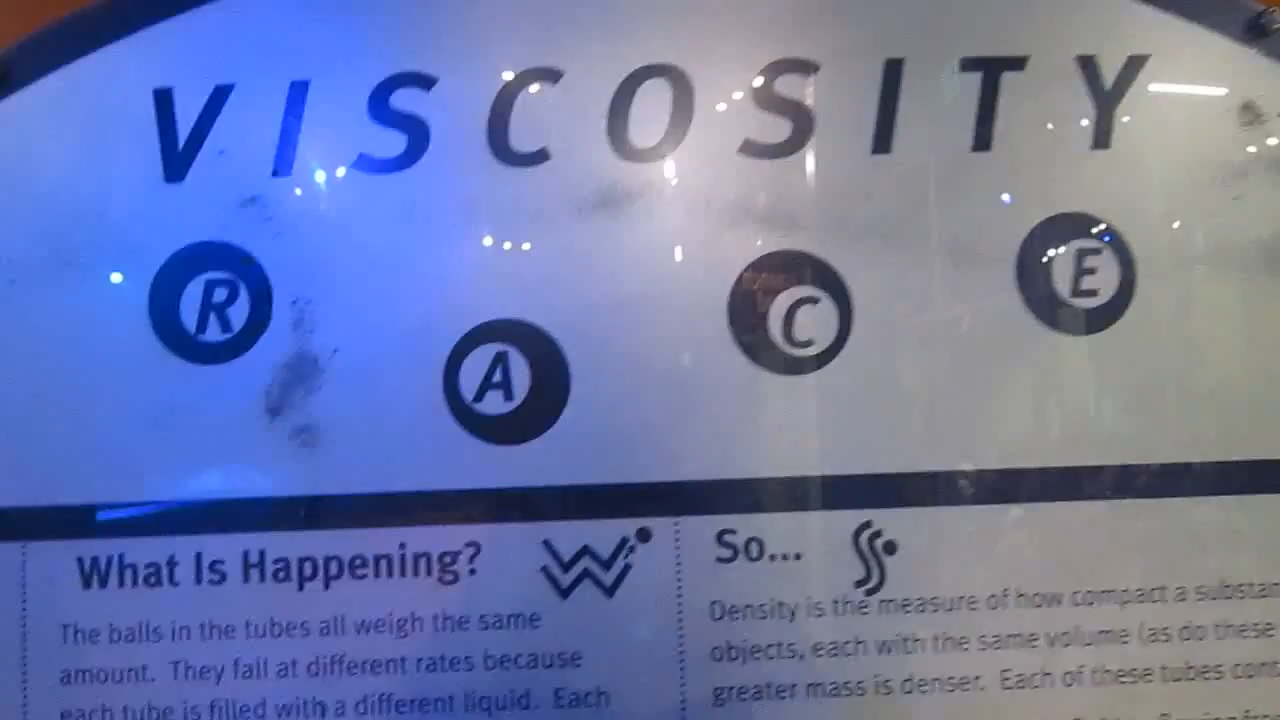 VISCOSITY
RACE
What Is Happening?
The balls in the tubes all weigh the same
amount. They fall at different rates because
each tube is filled with a different liquid. Each
So...
Density is the measure of how compact a
objects, each with the same volume (as do these
greater mass is denser. Each of these tubes